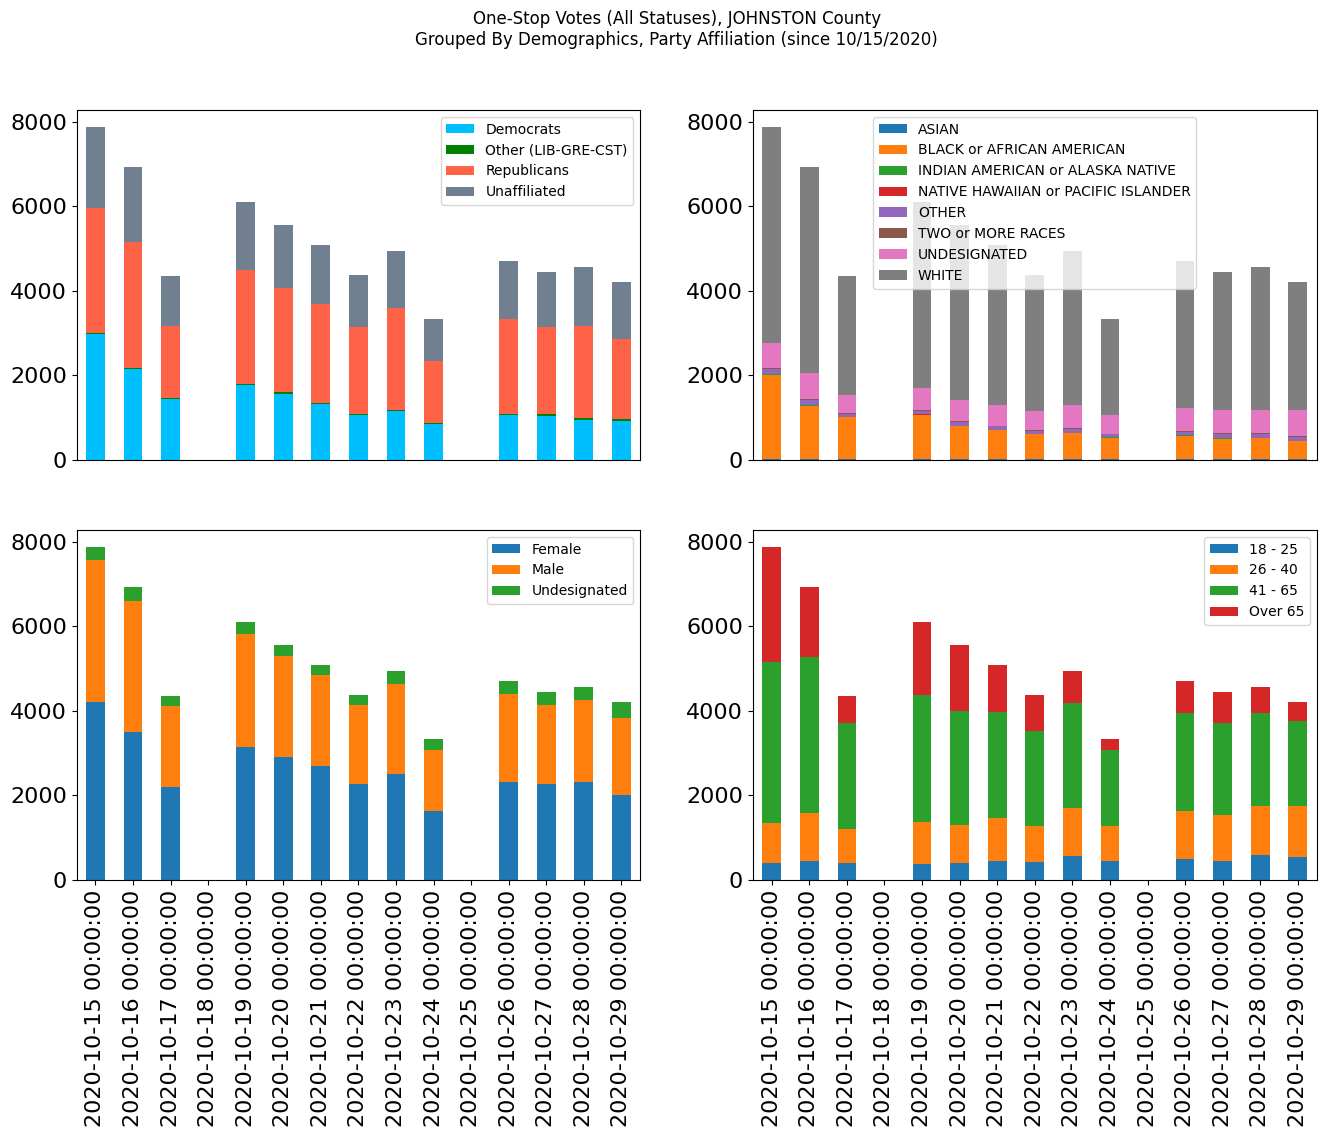 One-Stop Votes (All Statuses), JOHNSTON County
Grouped By Demographics, Party Affiliation (since 10/15/2020)
8000
6000
4000
2000
0
Democrats
Other (LIB-GRE-CST)
Republicans
Unaffiliated
8000
6000
4000
2000
0
ASIAN
BLACK or AFRICAN AMERICAN
INDIAN AMERICAN or ALASKA NATIVE
NATIVE HAWAIIAN or PACIFIC ISLANDER
OTHER
TWO or MORE RACES
UNDESIGNATED
WHITE
8000
6000
4000
2000
0
Female
Male
Undesignated
2020-10-15 00:00:00
2020-10-16 00:00:00
2020-10-17 00:00:00
2020-10-18 00:00:00
2020-10-19 00:00:00
2020-10-20 00:00:00
2020-10-21 00:00:00
2020-10-22 00:00:00
2020-10-23 00:00:00
2020-10-24 00:00:00
2020-10-25 00:00:00
2020-10-26 00:00:00
2020-10-27 00:00:00
2020-10-28 00:00:00
2020-10-29 00:00:00
8000
6000
4000
2000
0
18 - 25
26 - 40
41 - 65
Over 65
2020-10-15 00:00:00
2020-10-16 00:00:00
2020-10-17 00:00:00
2020-10-18 00:00:00
2020-10-19 00:00:00
2020-10-20 00:00:00
2020-10-21 00:00:00
2020-10-22 00:00:00
2020-10-23 00:00:00
2020-10-24 00:00:00
2020-10-25 00:00:00
2020-10-26 00:00:00
2020-10-27 00:00:00
2020-10-28 00:00:00
2020-10-29 00:00:00